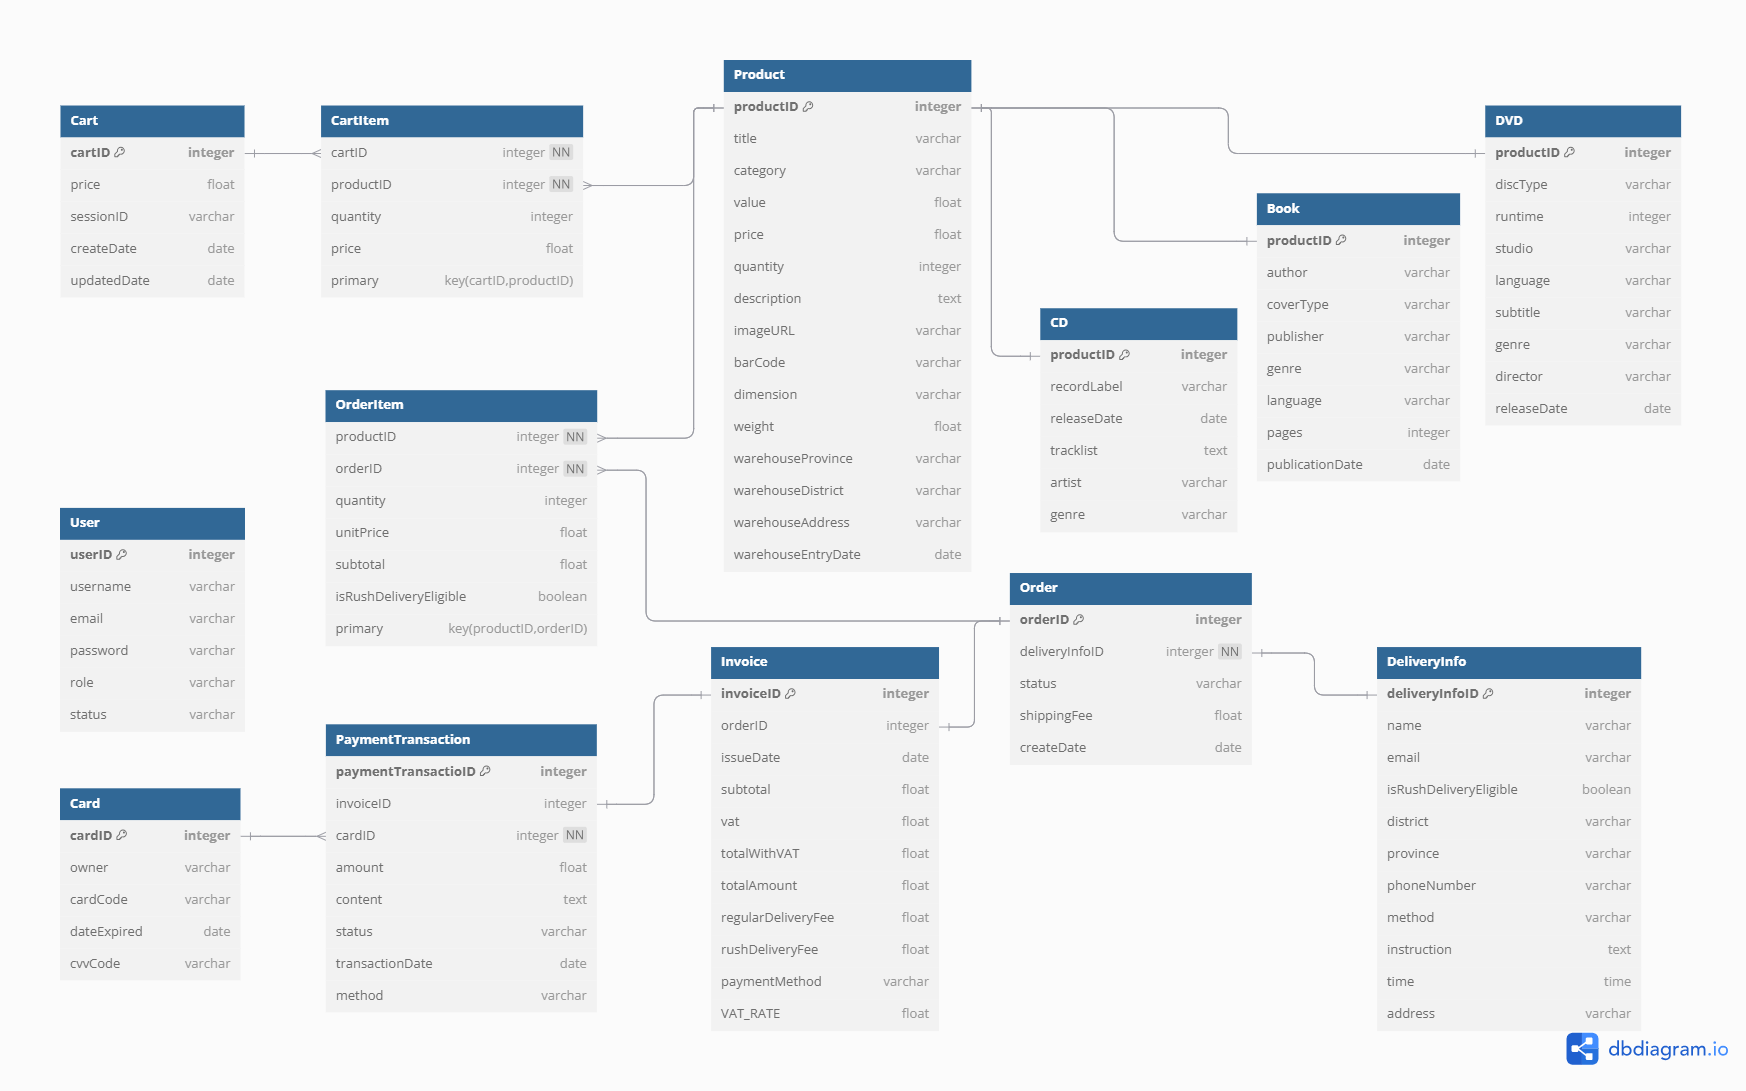 Cart
cartID integer
price float
sessionID varchar
createDate date
updatedDate date
CartItem
cartID integer NN
productID integer NN
quantity integer
price float
primary key(cartID,productID)
Product
productID integer
title varchar
category varchar
value float
price float
quantity integer
description text
imageURL varchar
barCode varchar
dimension varchar
weight float
warehouseProvince varchar
warehouseDistrict varchar
warehouseAddress varchar
warehouseEntryDate date
DVD
productID integer
discType varchar
runtime integer
studio varchar
language varchar
subtitle varchar
genre varchar
director varchar
releaseDate date
Book
productID integer
author varchar
coverType varchar
publisher varchar
genre varchar
language varchar
pages integer
publicationDate date
CD
productID integer
recordLabel varchar
releaseDate date
tracklist text
artist varchar
genre varchar
OrderItem
productID integer NN
orderID integer NN
quantity integer
unitPrice float
subtotal float
isRushDeliveryEligible boolean
primary key(productID,orderID)
User
userID integer
username varchar
email varchar
password varchar
role varchar
status varchar
Order
orderID integer
deliveryInfoID interger NN
status varchar
shippingFee float
createDate date
Invoice
invoiceID integer
orderID integer
issueDate date
subtotal float
vat float
totalWithVAT float
totalAmount float
regularDeliveryFee float
rushDeliveryFee float
paymentMethod varchar
VAT_RATE float
DeliveryInfo
deliveryInfoID integer
name varchar
email varchar
isRushDeliveryEligible boolean
district varchar
province varchar
phoneNumber varchar
method varchar
instruction text
time time
address varchar
PaymentTransaction
paymentTransactioID integer
invoiceID integer
cardID integer NN
amount float
content text
status varchar
transactionDate date
method varchar
Card
cardID integer
owner varchar
cardCode varchar
dateExpired date
cvvCode varchar
dbdiagram.io